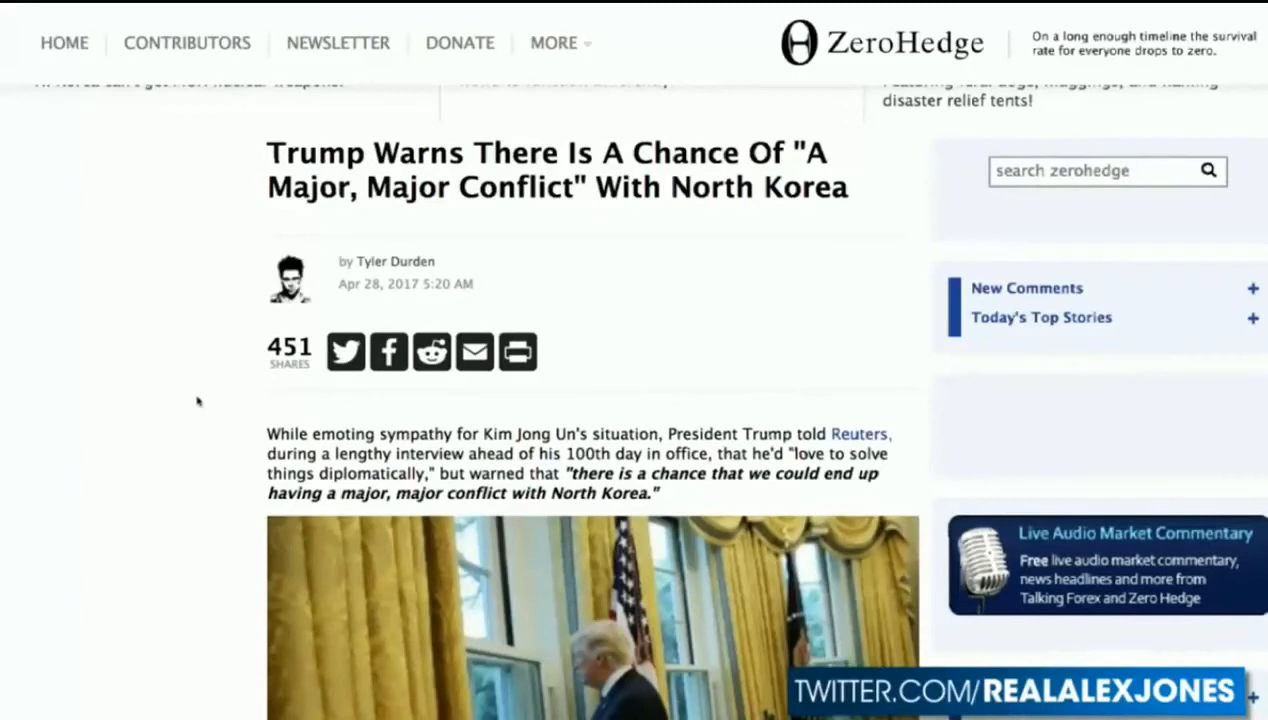 HOME
CONTRIBUTORS
NEWSLETTER
DONATE
MORE
ZeroHedge
On a long enough timeline the survival
rate for everyone drops to zero.
disaster relief tents!
Trump Warns There Is A Chance Of "A
Major, Major Conflict" With North Korea
by Tyler Durden
Apr 28, 2017 5:20 AM
451
SHARES
While emoting sympathy for Kim Jong Un's situation, President Trump told Reuters,
during a lengthy interview ahead of his 100th day in office, that he'd "love to solve
things diplomatically," but warned that "there is a chance that we could end up
having a major, major conflict with North Korea."
search zerohedge
New Comments
Today's Top Stories
Live Audio Market Commentary
Free live audio market commentary,
news headlines and more from
Talking Forex and Zero Hedge
TWITTER.COM/REALALEXJONES